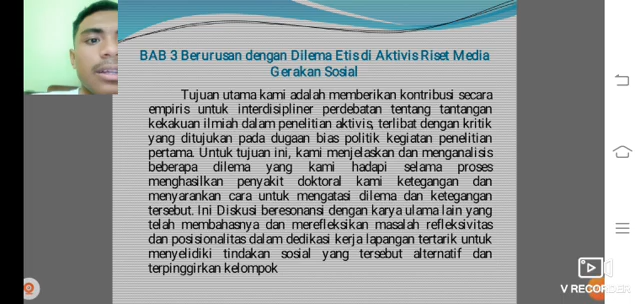 BAB 3 Berurusan dengan Dilema Etis di Aktivis Riset Media
Gerakan Sosial
Tujuan utama kami adalah memberikan kontribusi secara
empiris untuk interdisipliner perdebatan tentang tantangan
kekakuan ilmiah dalam penelitian aktivis, terlibat dengan kritik
yang ditujukan pada dugaan bias politik kegiatan penelitian
pertama. Untuk tujuan ini, kami menjelaskan dan menganalisis
beberapa dilema yang kami hadapi selama proses
menghasilkan penyakit doktoral kami ketegangan dan
menyarankan cara untuk mengatasi dilema dan ketegangan
tersebut. Ini Diskusi beresonansi dengan karya ulama lain yang
telah membahasnya dan merefleksikan masalah refleksivitas
dan posisionalitas dalam dedikasi kerja lapangan tertarik untuk
menyelidiki tindakan sosial yang tersebut alternatif dan
terpinggirkan kelompok
V RECORDER